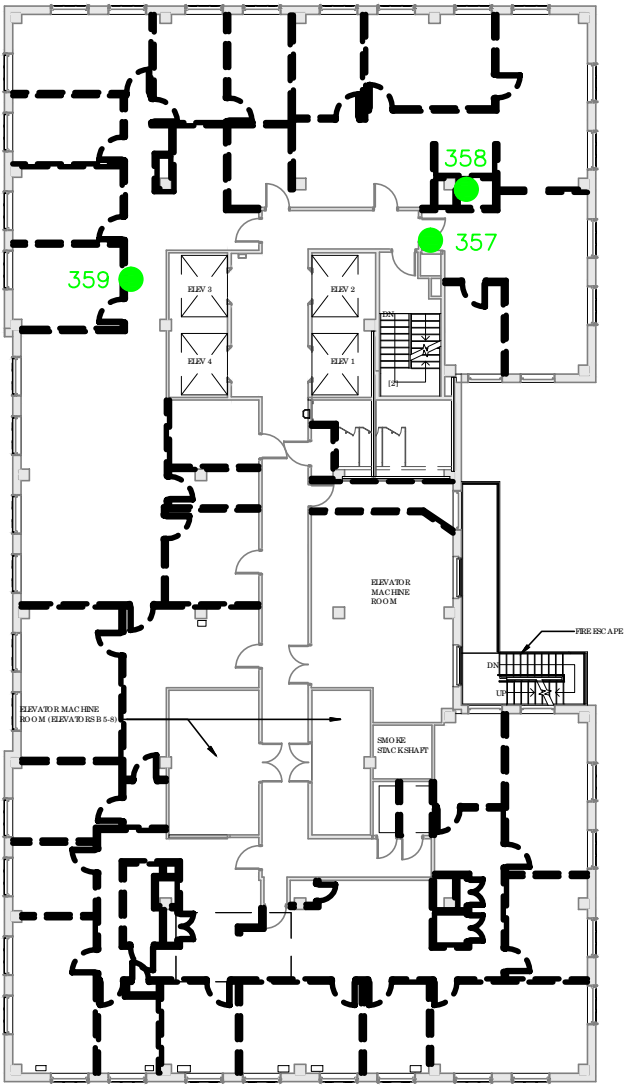 358
357
359
ELEV 3
ELEV 2
DN
ELEV 4
ELEV 1
[2]
ELEVATOR
MACHINE
ROOM
FIRE ESCAPE
DN
UP
ELEVATOR MACHINE
ROOM (ELEVATORS B 5-8)
SMOKE
STACK SHAFT